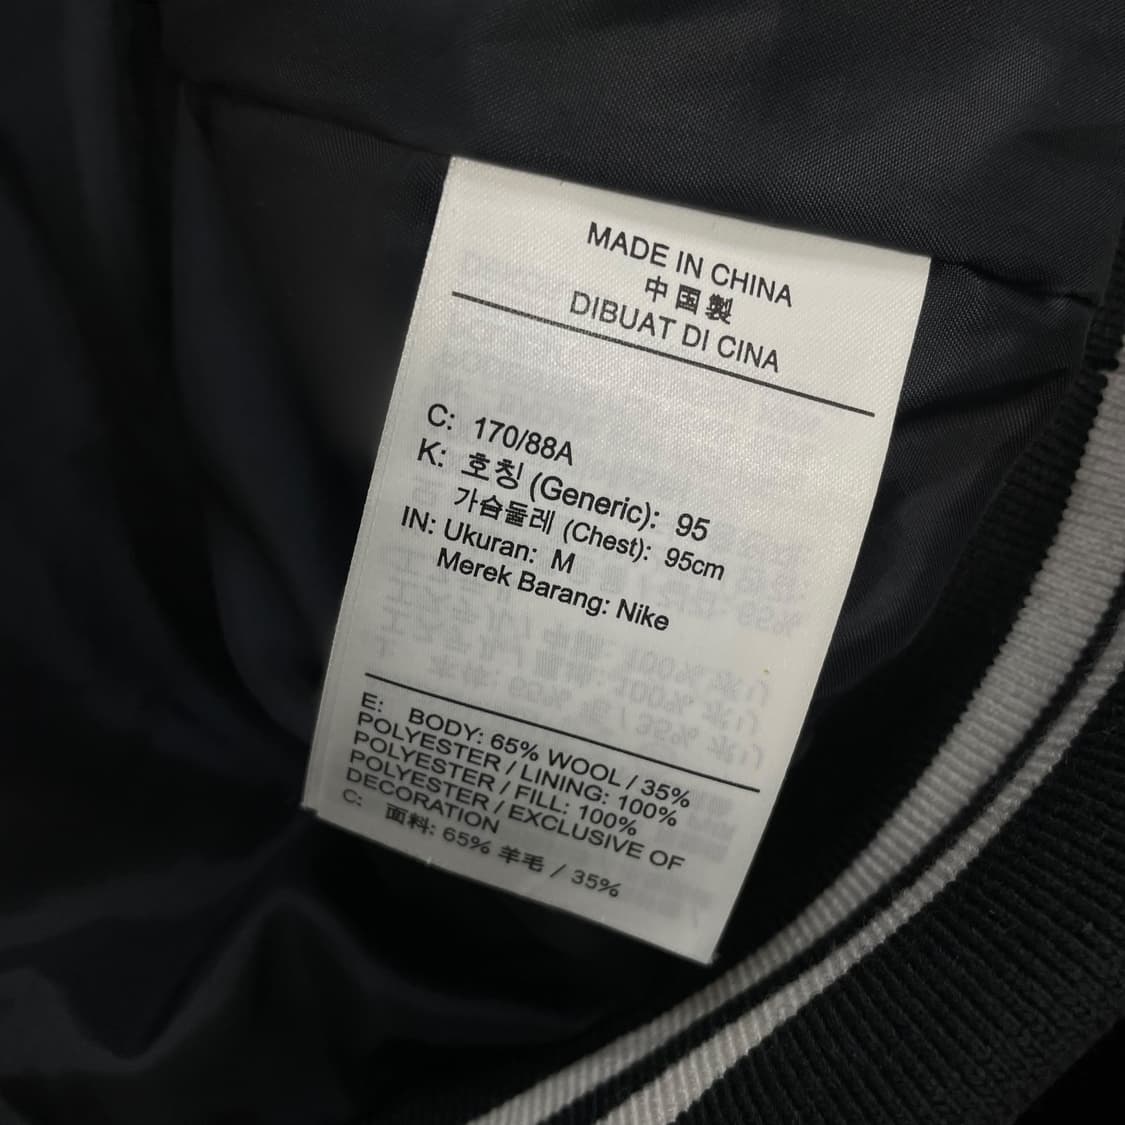 MADE IN CHINA
中国製
DIBUAT DI CINA
C: 170/88A
K: 호칭 (Generic): 95
가슴둘레 (Chest): 95cm
IN: Ukuran: M
Merek Barang: Nike
E: BODY: 65% WOOL / 35%
POLYESTER / LINING: 100%
POLYESTER / FILL: 100%
POLYESTER / EXCLUSIVE OF
DECORATION
C: 面料: 65% 羊毛 / 35%